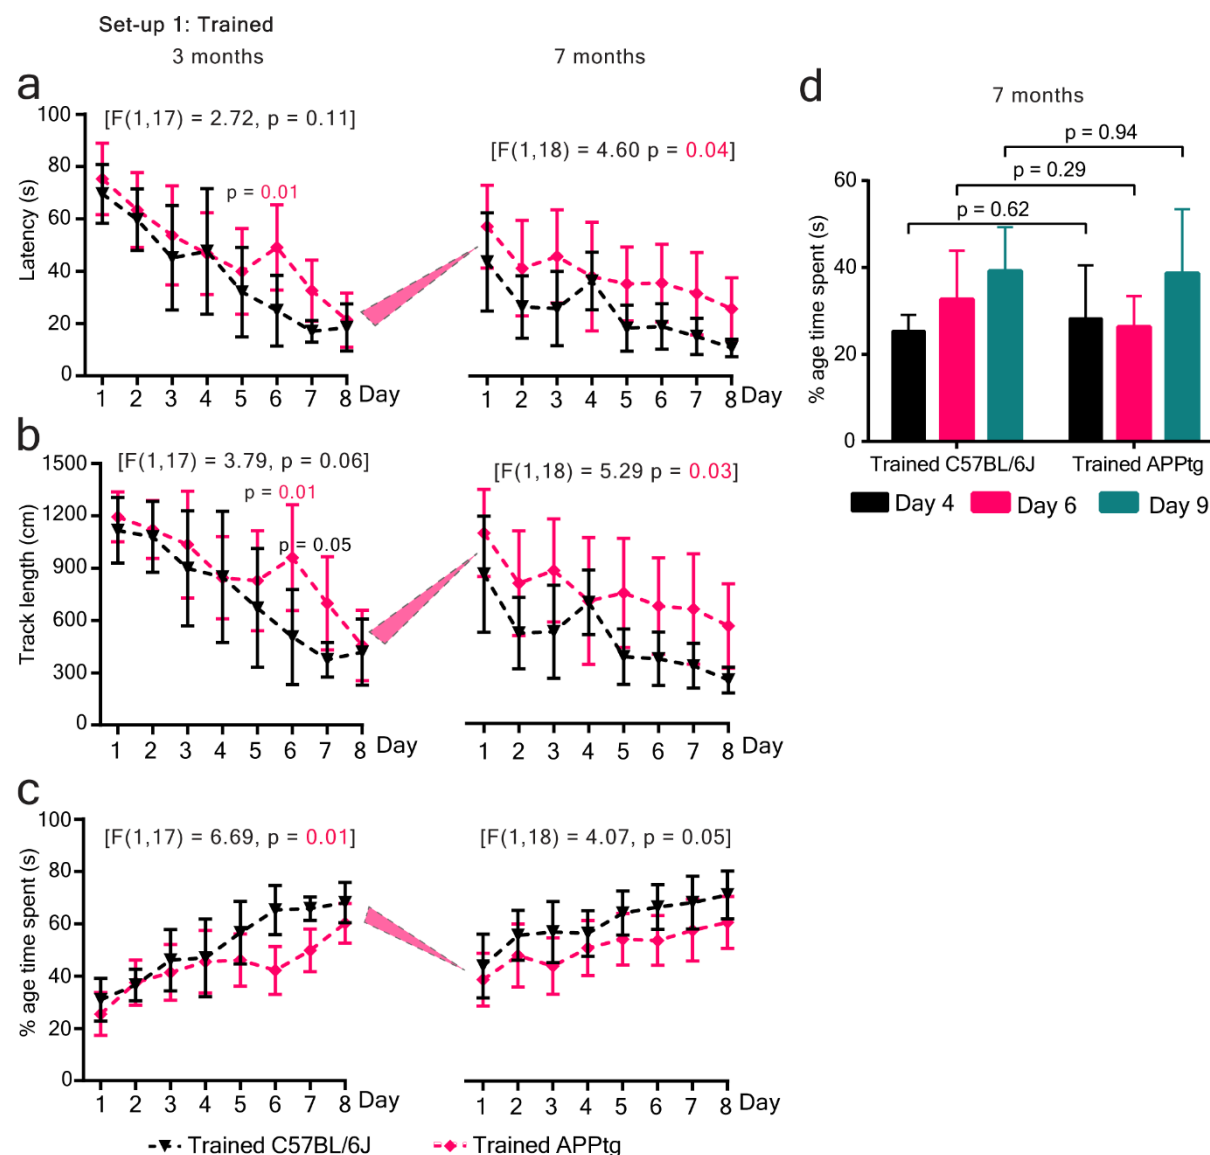 Set-up 1: Trained
3 months
7 months
a
[F(1,17) = 2.72, p = 0.11]
[F(1,18) = 4.60 p = 0.04]
p = 0.01
Latency (s)
100
80
60
40
20
0
1 2 3 4 5 6 7 8 Day
1 2 3 4 5 6 7 8 Day
b
[F(1,17) = 3.79, p = 0.06]
[F(1,18) = 5.29 p = 0.03]
p = 0.01
p = 0.05
Track length (cm)
1500
1200
900
600
300
0
1 2 3 4 5 6 7 8 Day
1 2 3 4 5 6 7 8 Day
c
[F(1,17) = 6.69, p = 0.01]
[F(1,18) = 4.07, p = 0.05]
% age time spent (s)
100
80
60
40
20
0
1 2 3 4 5 6 7 8 Day
1 2 3 4 5 6 7 8 Day
Trained C57BL/6J Trained APPtg
d
7 months
p = 0.94
p = 0.29
p = 0.62
% age time spent (s)
60
40
20
0
Trained C57BL/6J Trained APPtg
Day 4 Day 6 Day 9